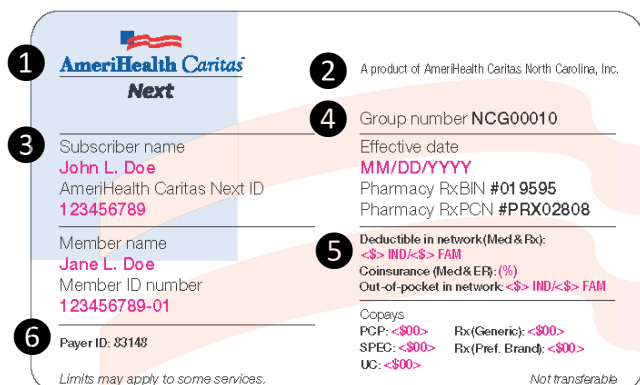 1
AmeriHealth Caritas
Next
2
A product of AmeriHealth Caritas North Carolina, Inc.
3
Subscriber name
John L. Doe
AmeriHealth Caritas Next ID
123456789
Member name
Jane L. Doe
Member ID number
123456789-01
6
Payer ID: 83148
Limits may apply to some services.
4
Group number NCG00010
Effective date
MM/DD/YYYY
Pharmacy RxBIN #019595
Pharmacy RxPCN #PRX02808
5
Deductible in network (Med & Rx):
<$> IND/<$> FAM
Coinsurance (Med & ER): (%)
Out-of-pocket in network: <$> IND/<$> FAM
Copays
PCP: <$00> Rx (Generic): <$00>
SPEC: <$00> Rx (Pref. Brand): <$00>
UC: <$00>
Not transferable